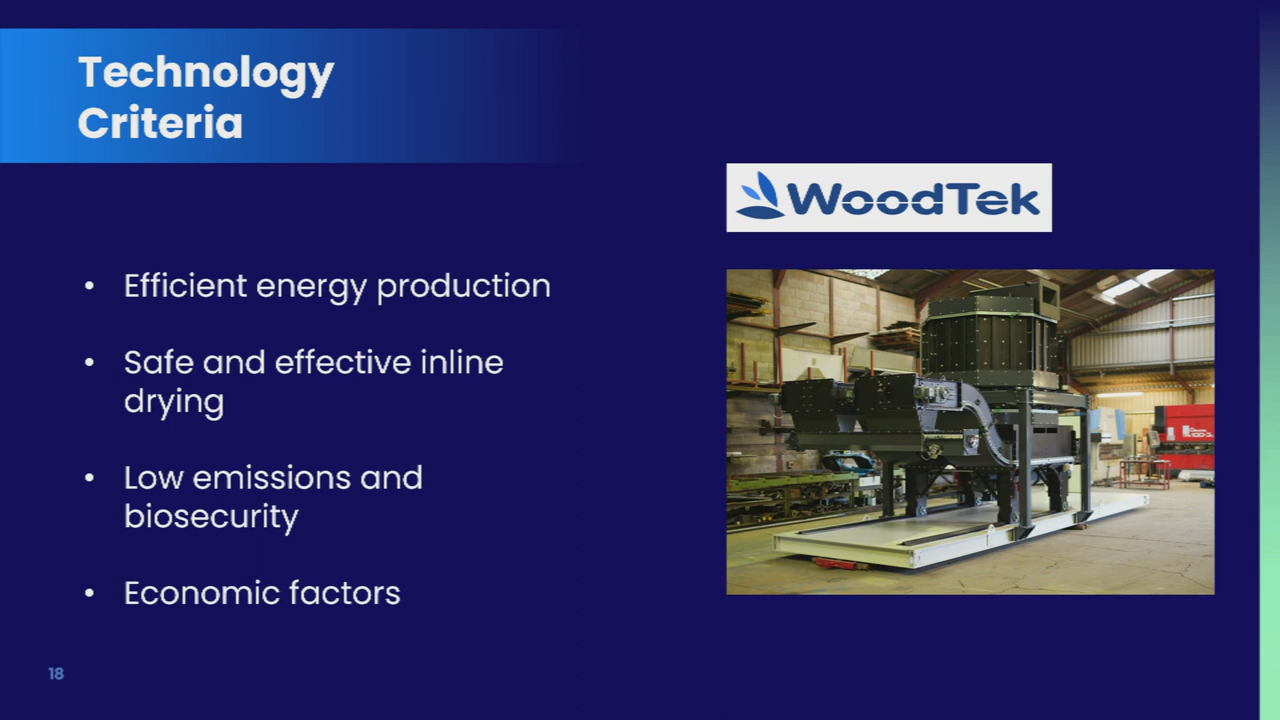 Technology
Criteria
WoodTek
• Efficient energy production
• Safe and effective inline
drying
• Low emissions and
biosecurity
• Economic factors
18